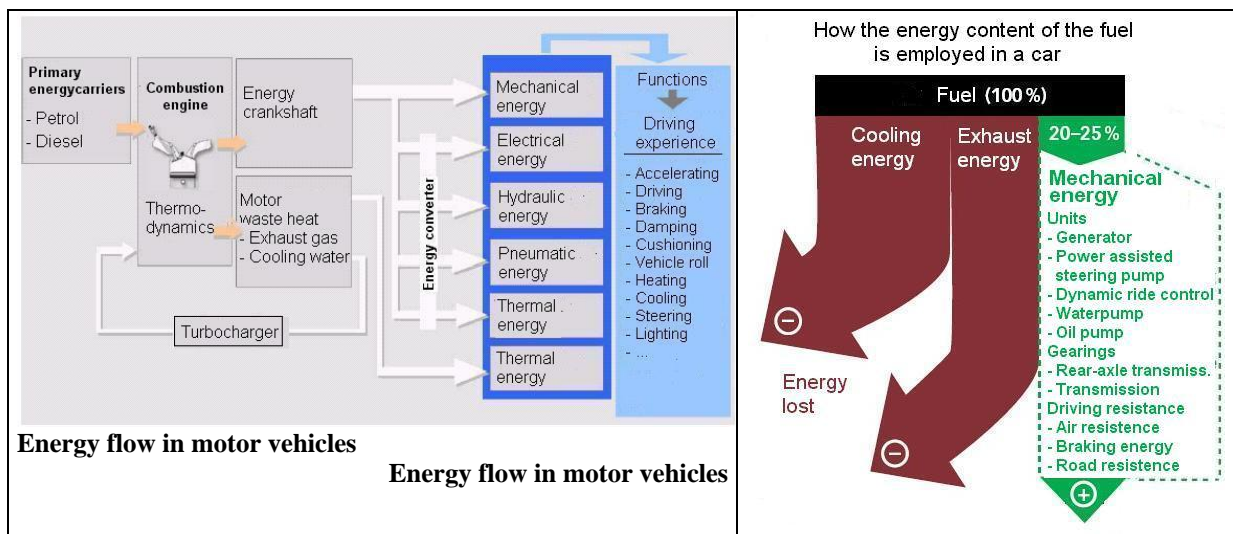 Primary
energycarriers
- Petrol
- Diesel
Combustion
engine
Thermo-
dynamics
Energy
crankshaft
Motor
waste heat
- Exhaust gas
- Cooling water
Turbocharger
Energy converter
Mechanical
energy
Electrical
energy
Hydraulic
energy
Pneumatic
energy
Thermal
energy
Thermal
energy
Functions
Driving
experience
- Accelerating
- Driving
- Braking
- Damping
- Cushioning
- Vehicle roll
- Heating
- Cooling
- Steering
- Lighting
- ...
Energy flow in motor vehicles
Energy flow in motor vehicles
How the energy content of the fuel
is employed in a car
Fuel (100 %)
Cooling
energy
Exhaust
energy
20–25 %
Mechanical
energy
Units
- Generator
- Power assisted
steering pump
- Dynamic ride control
- Waterpump
- Oil pump
Gearings
- Rear-axle transmiss.
- Transmission
Driving resistance
- Air resistence
- Braking energy
- Road resistence
Energy
lost